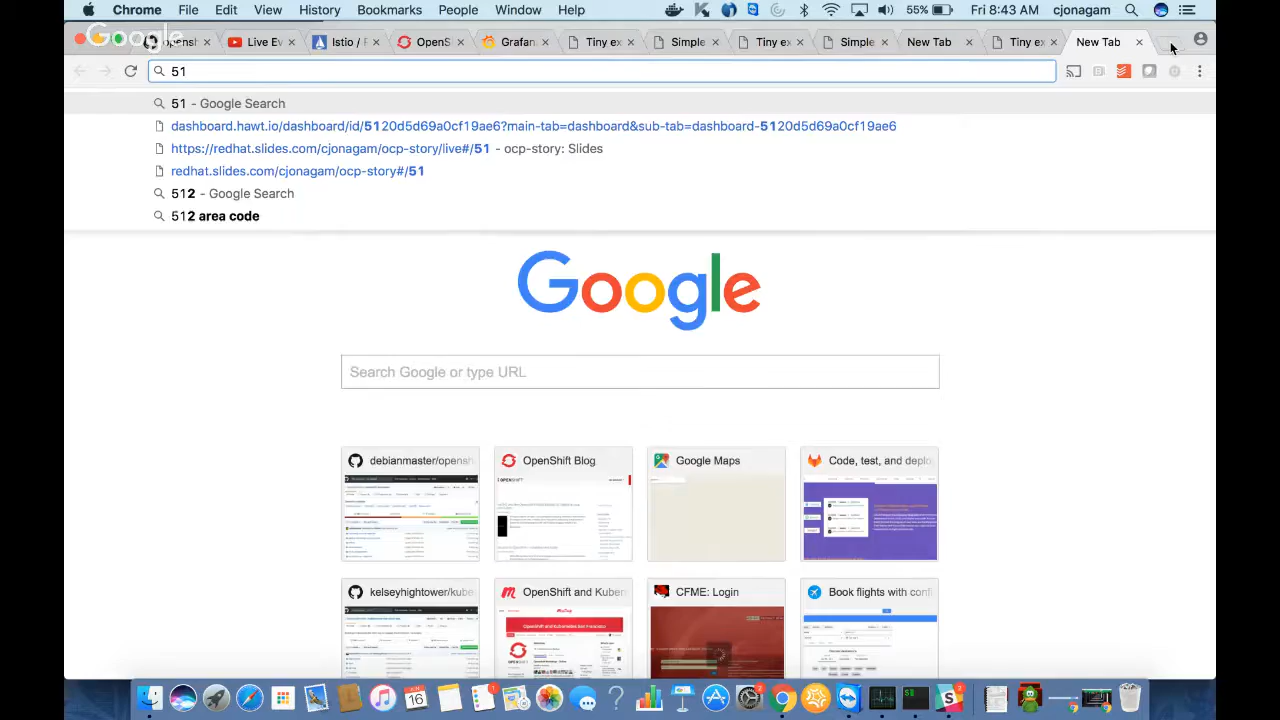 Chrome File Edit View History Bookmarks People Window Help 55% Fri 8:43 AM cjonagam
Live Ev Istio / OpenS Grafan Tiny ex Simple Tiny ex Simple New Tab Tiny ex New Tab
51
51 - Google Search
dashboard.hawt.io/dashboard/id/5120d5d69a0cf19ae6?main-tab=dashboard&sub-tab=dashboard-5120d5d69a0cf19ae6
https://redhat.slides.com/cjonagam/ocp-story/live#/51 - ocp-story: Slides
redhat.slides.com/cjonagam/ocp-story#/51
512 - Google Search
512 area code
Google
Search Google or type URL
debianmaster/opensh OpenShift Blog Google Maps Code, test, and deplo
kelseyhightower/kube OpenShift and Kubern CFME: Login Book flights with confi
16